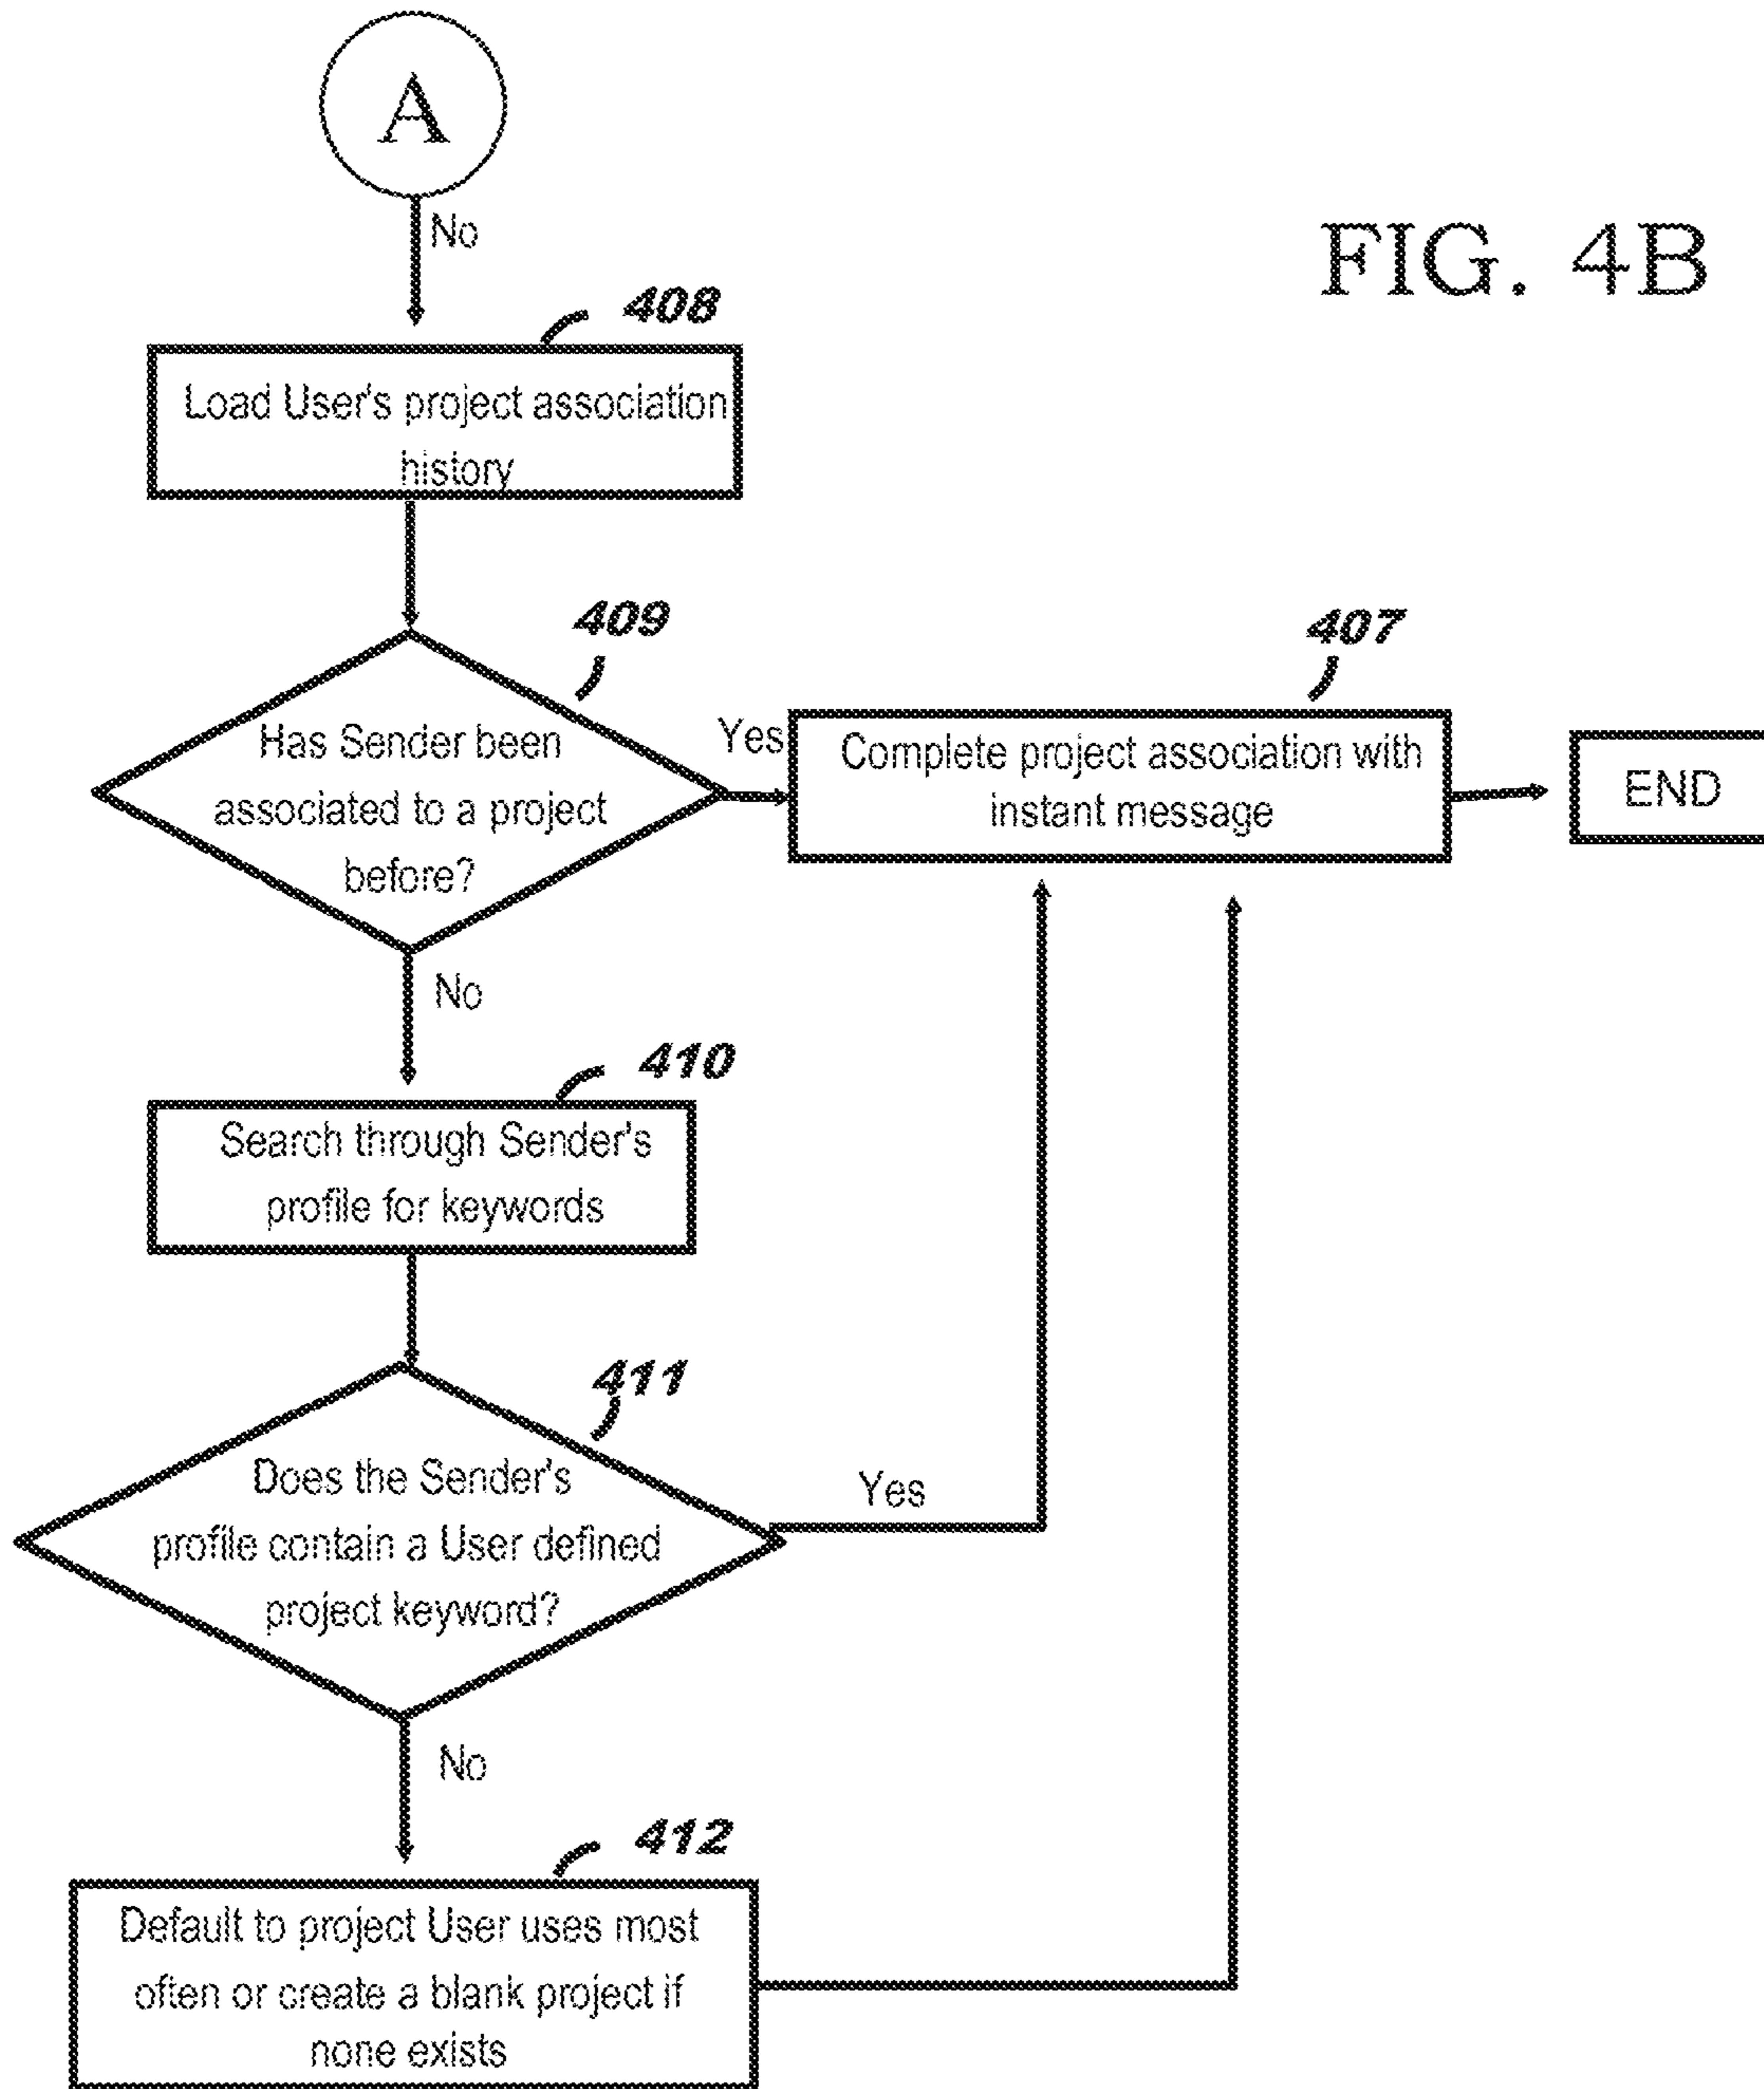 A
No
FIG. 4B
408
Load User's project association
history
409
Has Sender been
associated to a project
before?
Yes
407
Complete project association with
instant message
END
No
410
Search through Sender's
profile for keywords
411
Does the Sender's
profile contain a User defined
project keyword?
Yes
No
412
Default to project User uses most
often or create a blank project if
none exists